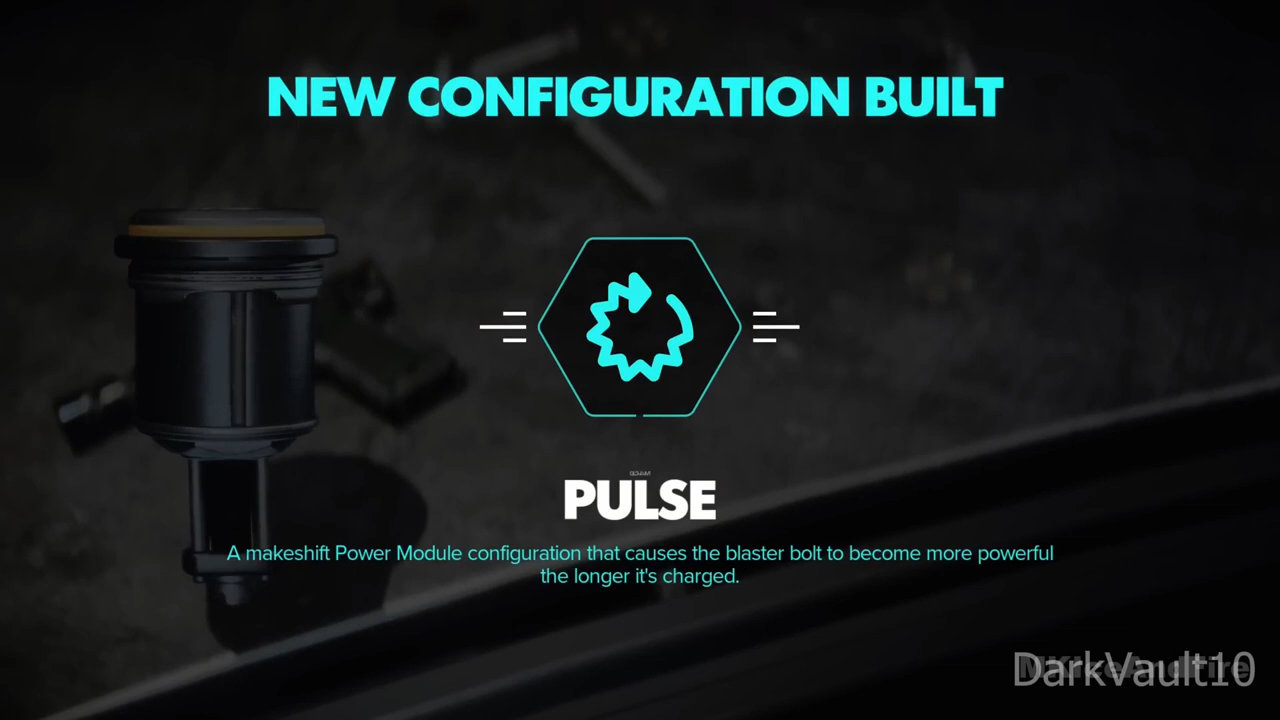 NEW CONFIGURATION BUILT
PULSE
A makeshift Power Module configuration that causes the blaster bolt to become more powerful
the longer it's charged.
DarkVault10